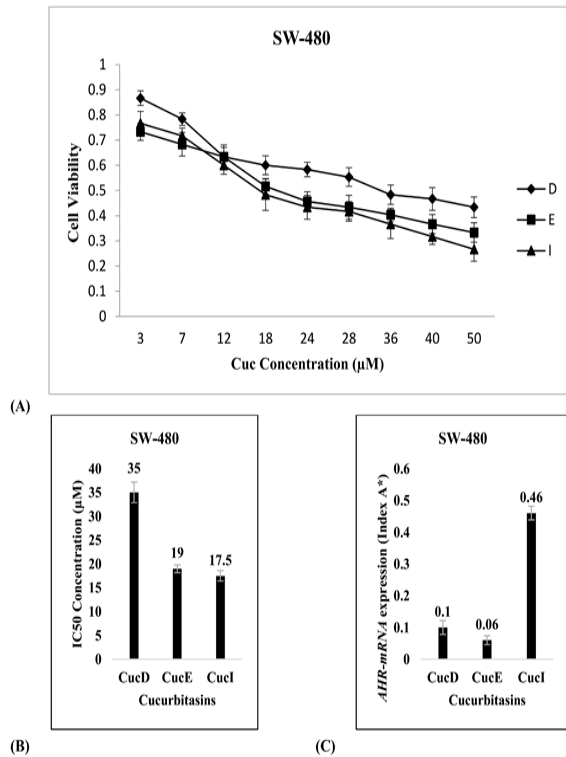 SW-480
1
0.9
0.8
0.7
0.6
0.5
0.4
0.3
0.2
0.1
0
Cell Viability
3 7 12 18 24 28 36 40 50
Cuc Concentration (µM)
D
E
I
(A)
SW-480
40
35
30
25
20
15
10
5
0
IC50 Concentration (µM)
35
19
17.5
CucD CucE CucI
Cucurbitasins
(B)
SW-480
0.6
0.5
0.4
0.3
0.2
0.1
0
AHR-mRNA expression (Index A*)
0.1
0.06
0.46
CucD CucE CucI
Cucurbitasins
(C)